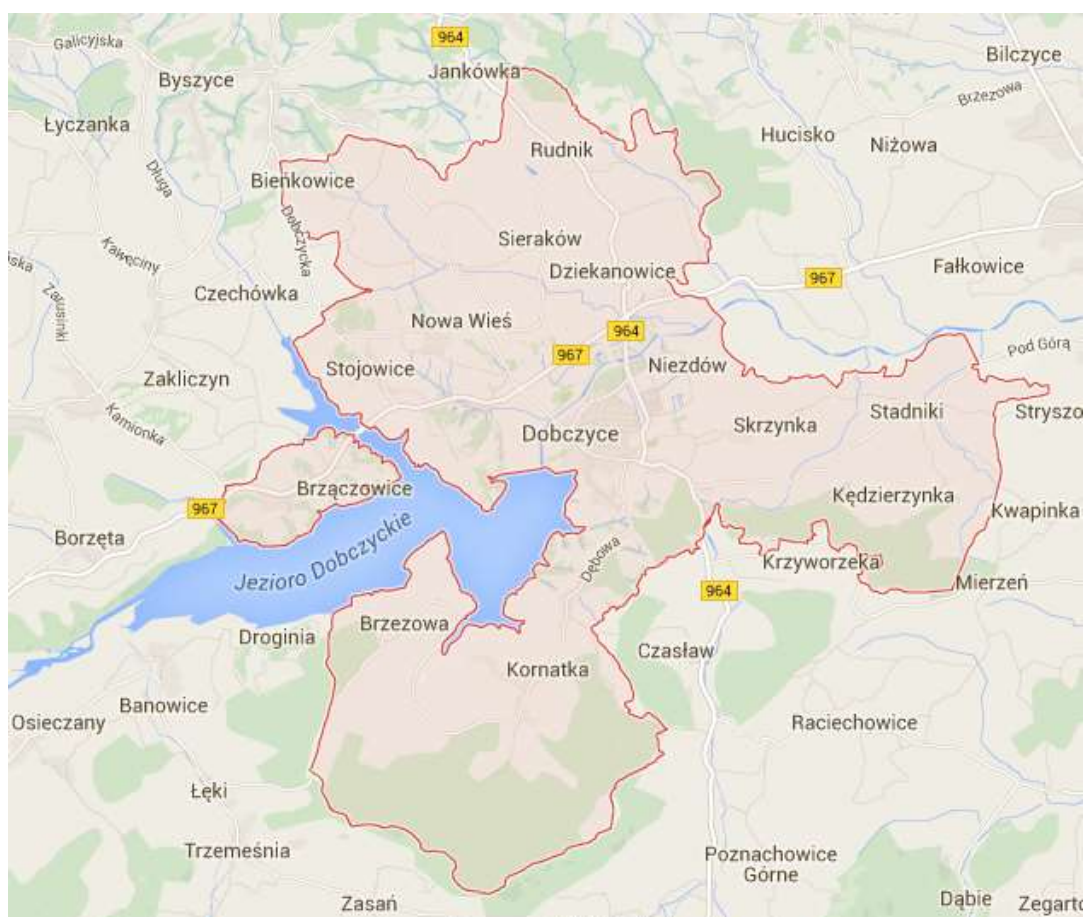 964
Galicyjska
Jankówka
Bilczyce
Byszyce
Brzezowa
Łyczanka
Hucisko
Niżowa
Rudnik
Długa
Bieńkowice
Dobczycka
Sieraków
Kawęciny
Dziekanowice
Fałkowice
967
Zatusinki
Czechówka
Nowa Wieś
964
967
Pod Górą
Stojowice
Niezdów
Zakliczyn
Stadniki
Stryszo
Kamionka
Skrzynka
Dobczyce
Brzączowice
Kędzierzynka
967
Kwapinka
Borzęta
Jezioro Dobczyckie
Dębowa
Krzyworzeka
Mierzeń
964
Brzezowa
Droginia
Czasław
Kornatka
Banowice
Osieczany
Raciechowice
Łęki
Trzemeśnia
Poznachowice
Górne
Zasań
Dąbie
Zegarto